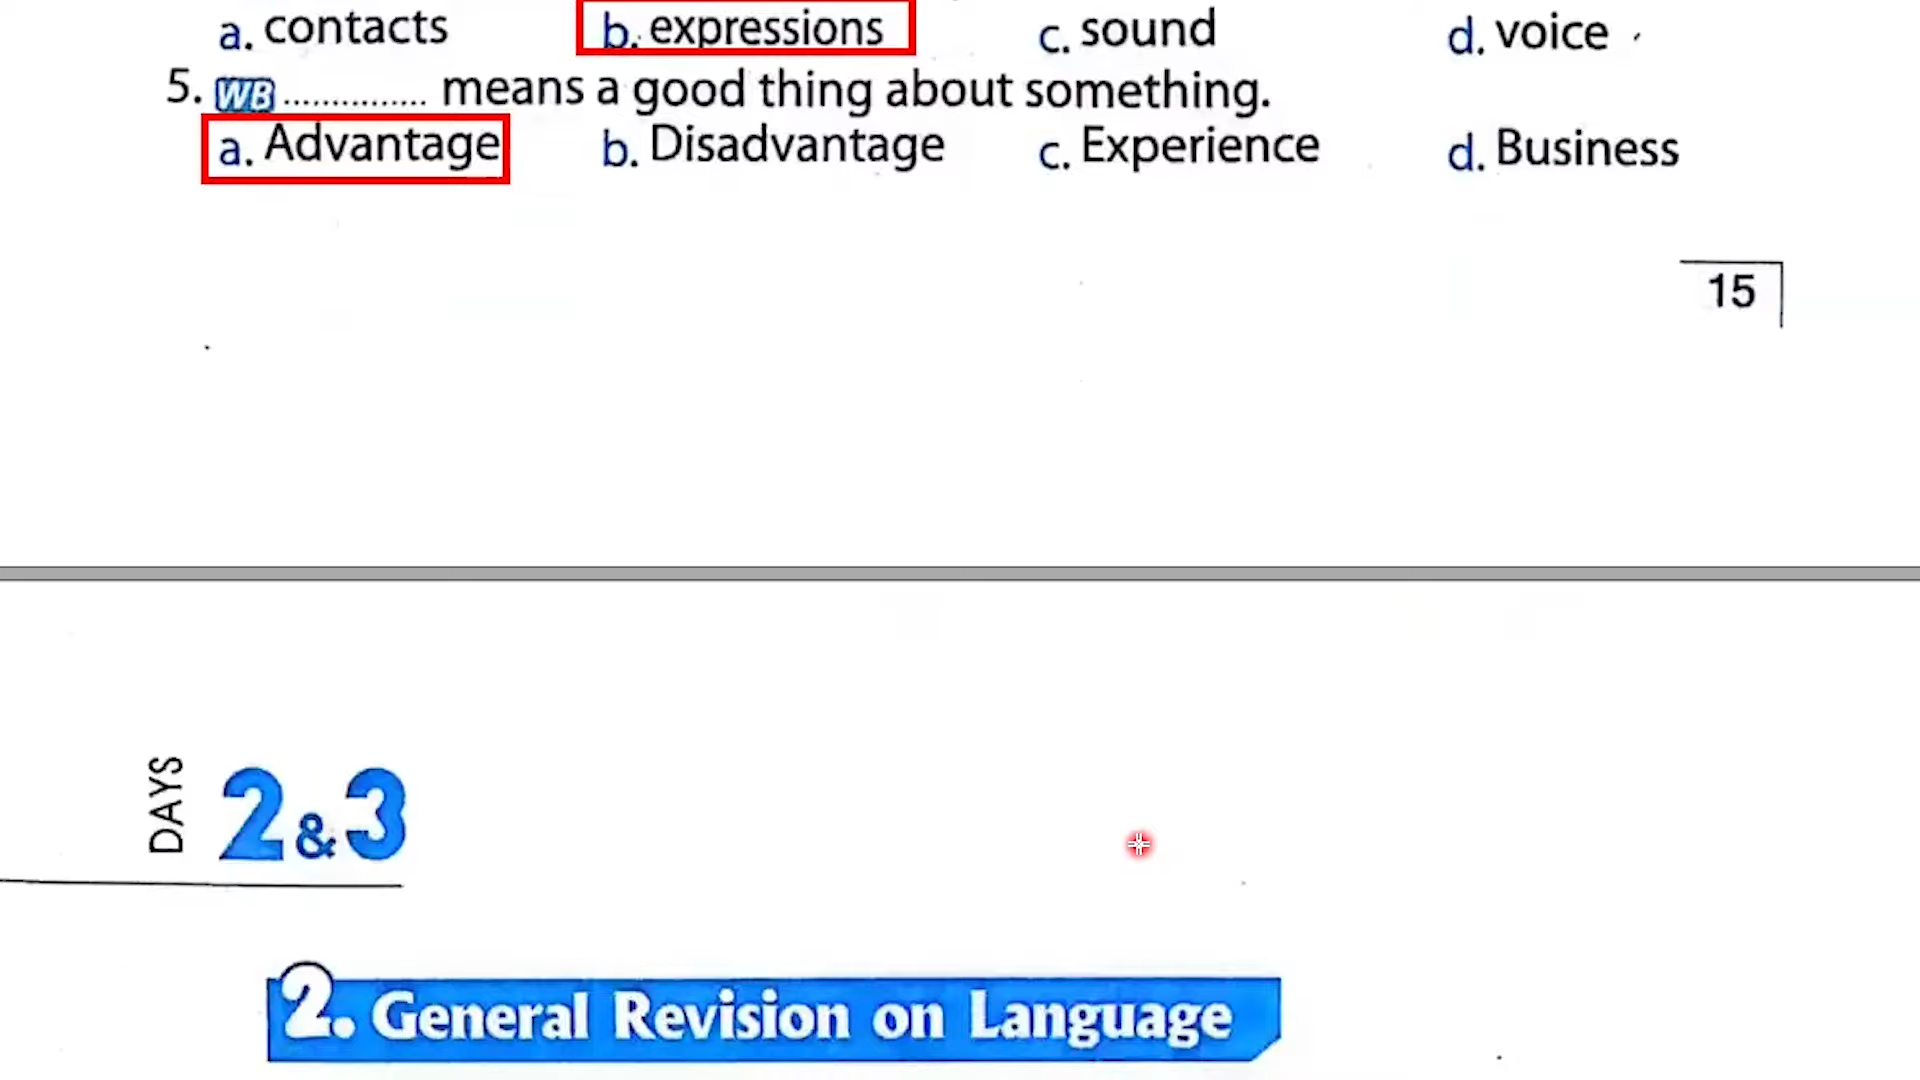 a. contacts b. expressions c. sound d. voice
5. WB ............... means a good thing about something.
a. Advantage b. Disadvantage c. Experience d. Business
15
DAYS 2 & 3
2. General Revision on Language